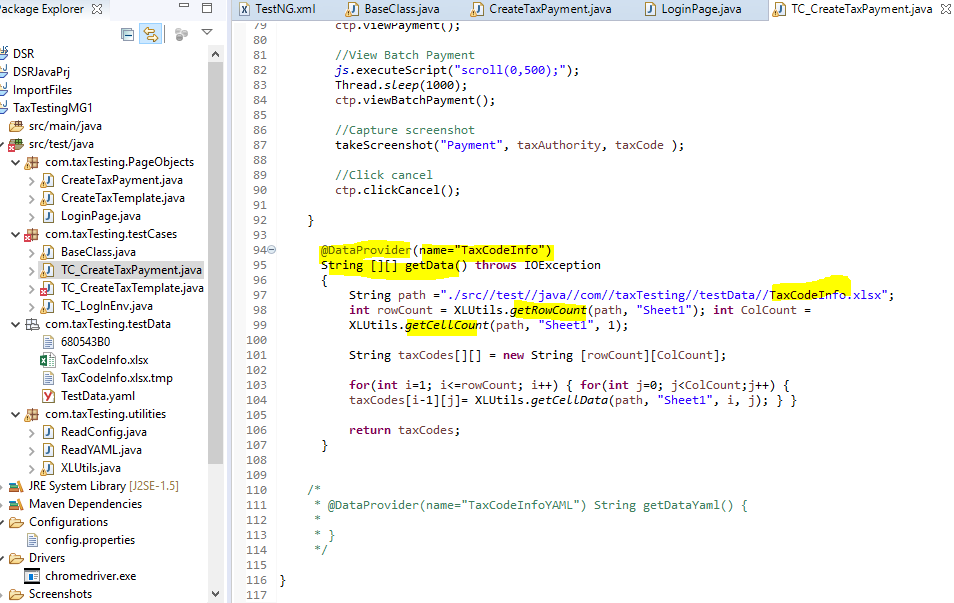 Package Explorer
DSR
DSRJavaPrj
ImportFiles
TaxTestingMG1
src/main/java
src/test/java
com.taxTesting.PageObjects
CreateTaxPayment.java
CreateTaxTemplate.java
LoginPage.java
com.taxTesting.testCases
BaseClass.java
TC_CreateTaxPayment.java
TC_CreateTaxTemplate.java
TC_LogInEnv.java
com.taxTesting.testData
680543B0
TaxCodeInfo.xlsx
TaxCodeInfo.xlsx.tmp
TestData.yaml
com.taxTesting.utilities
ReadConfig.java
ReadYAML.java
XLUtils.java
JRE System Library [J2SE-1.5]
Maven Dependencies
Configurations
config.properties
Drivers
chromedriver.exe
Screenshots
TestNG.xml BaseClass.java CreateTaxPayment.java LoginPage.java TC_CreateTaxPayment.java
79 ctp.viewPayment();
80
81 //View Batch Payment
82 js.executeScript("scroll(0,500);");
83 Thread.sleep(1000);
84 ctp.viewBatchPayment();
85
86 //Capture screenshot
87 takeScreenshot("Payment", taxAuthority, taxCode );
88
89 //Click cancel
90 ctp.clickCancel();
91
92 }
93
94 @DataProvider(name="TaxCodeInfo")
95 String [][] getData() throws IOException
96 {
97 String path ="./src//test//java//com//taxTesting//testData//TaxCodeInfo.xlsx";
98 int rowCount = XLUtils.getRowCount(path, "Sheet1"); int ColCount =
99 XLUtils.getCellCount(path, "Sheet1", 1);
100
101 String taxCodes[][] = new String [rowCount][ColCount];
102
103 for(int i=1; i<=rowCount; i++) { for(int j=0; j<ColCount;j++) {
104 taxCodes[i-1][j]= XLUtils.getCellData(path, "Sheet1", i, j); } }
105
106 return taxCodes;
107 }
108
109
110 /*
111 * @DataProvider(name="TaxCodeInfoYAML") String getDataYaml() {
112 *
113 * }
114 */
115
116 }
117